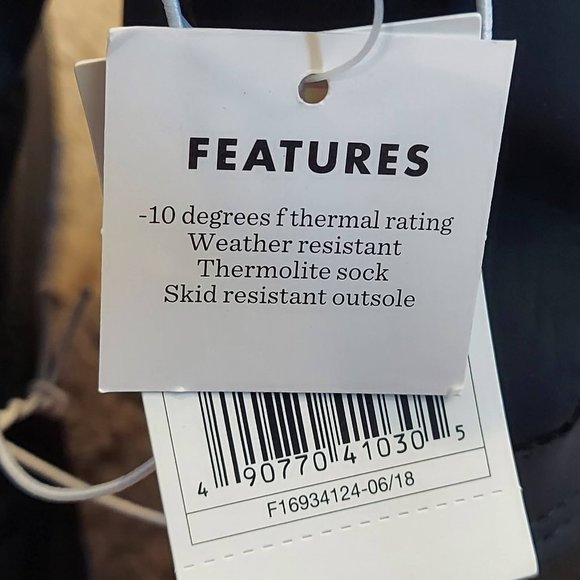 FEATURES
-10 degrees f thermal rating
Weather resistant
Thermolite sock
Skid resistant outsole
4 90770 41030 5
F16934124-06/18